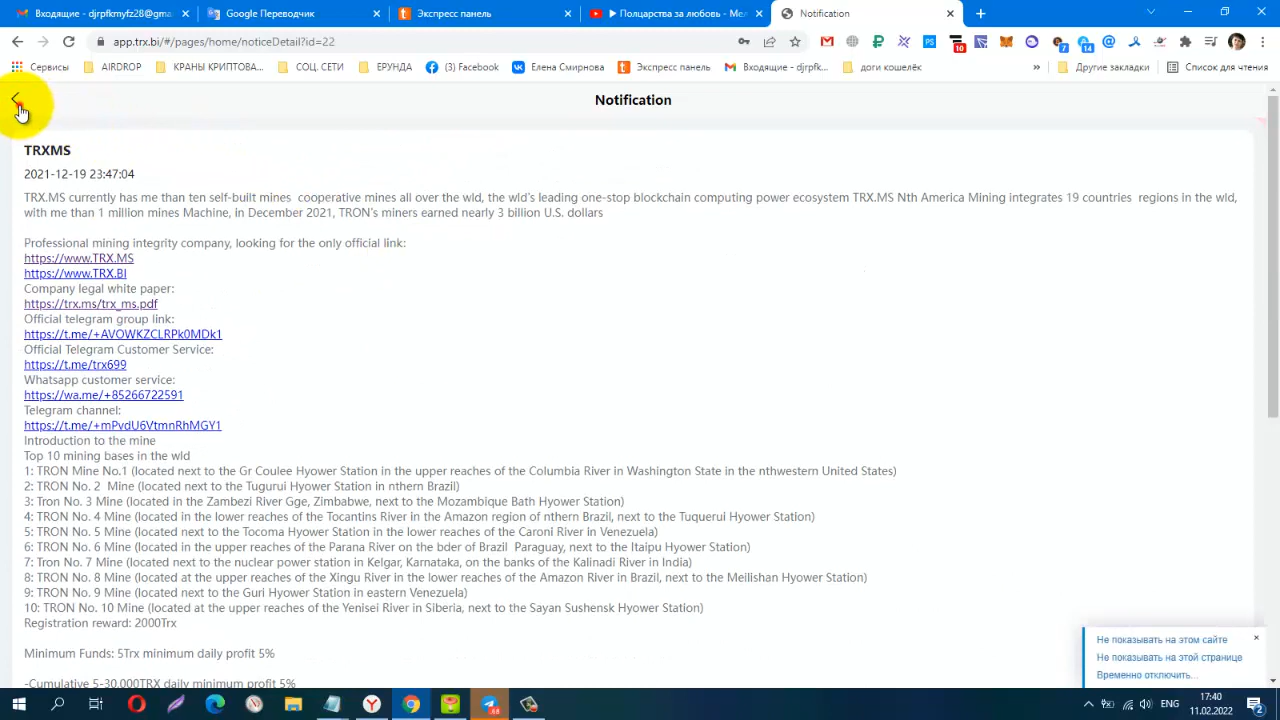 Входящие - djrpfkmyfz28@gma
Google Переводчик
Экспресс панель
Полцарства за любовь - Ме
Notification
app.trx.bi/#/pages/home/noticeDetail?id=22
10
7
14
Сервисы
AIRDROP
КРАНЫ КРИПТОВА...
СОЦ. СЕТИ
ЕРУНДА
(3) Facebook
Елена Смирнова
Экспресс панель
Входящие - djrpfk...
доги кошелёк
»
Другие закладки
Список для чтения
Notification
TRXMS
2021-12-19 23:47:04
TRX.MS currently has me than ten self-built mines cooperative mines all over the wld, the wld's leading one-stop blockchain computing power ecosystem TRX.MS Nth America Mining integrates 19 countries regions in the wld,
with me than 1 million mines Machine, in December 2021, TRON's miners earned nearly 3 billion U.S. dollars
Professional mining integrity company, looking for the only official link:
https://www.TRX.MS
https://www.TRX.BI
Company legal white paper:
https://trx.ms/trx_ms.pdf
Official telegram group link:
https://t.me/+AVOWKZCLRPk0MDk1
Official Telegram Customer Service:
https://t.me/trx699
Whatsapp customer service:
https://wa.me/+85266722591
Telegram channel:
https://t.me/+mPvdU6VtmnRhMGY1
Introduction to the mine
Top 10 mining bases in the wld
1: TRON Mine No.1 (located next to the Gr Coulee Hyower Station in the upper reaches of the Columbia River in Washington State in the nthwestern United States)
2: TRON No. 2 Mine (located next to the Tugurui Hyower Station in nthern Brazil)
3: Tron No. 3 Mine (located in the Zambezi River Gge, Zimbabwe, next to the Mozambique Bath Hyower Station)
4: TRON No. 4 Mine (located in the lower reaches of the Tocantins River in the Amazon region of nthern Brazil, next to the Tuquerui Hyower Station)
5: TRON No. 5 Mine (located next to the Tocoma Hyower Station in the lower reaches of the Caroni River in Venezuela)
6: TRON No. 6 Mine (located in the upper reaches of the Parana River on the bder of Brazil Paraguay, next to the Itaipu Hyower Station)
7: Tron No. 7 Mine (located next to the nuclear power station in Kelgar, Karnataka, on the banks of the Kalinadi River in India)
8: TRON No. 8 Mine (located at the upper reaches of the Xingu River in the lower reaches of the Amazon River in Brazil, next to the Meilishan Hyower Station)
9: TRON No. 9 Mine (located next to the Guri Hyower Station in eastern Venezuela)
10: TRON No. 10 Mine (located at the upper reaches of the Yenisei River in Siberia, next to the Sayan Sushensk Hyower Station)
Registration reward: 2000Trx
Minimum Funds: 5Trx minimum daily profit 5%
-Cumulative 5-30,000TRX daily minimum profit 5%
Не показывать на этом сайте
Не показывать на этой странице
Временно отключить...
ENG
17:40
11.02.2022
2